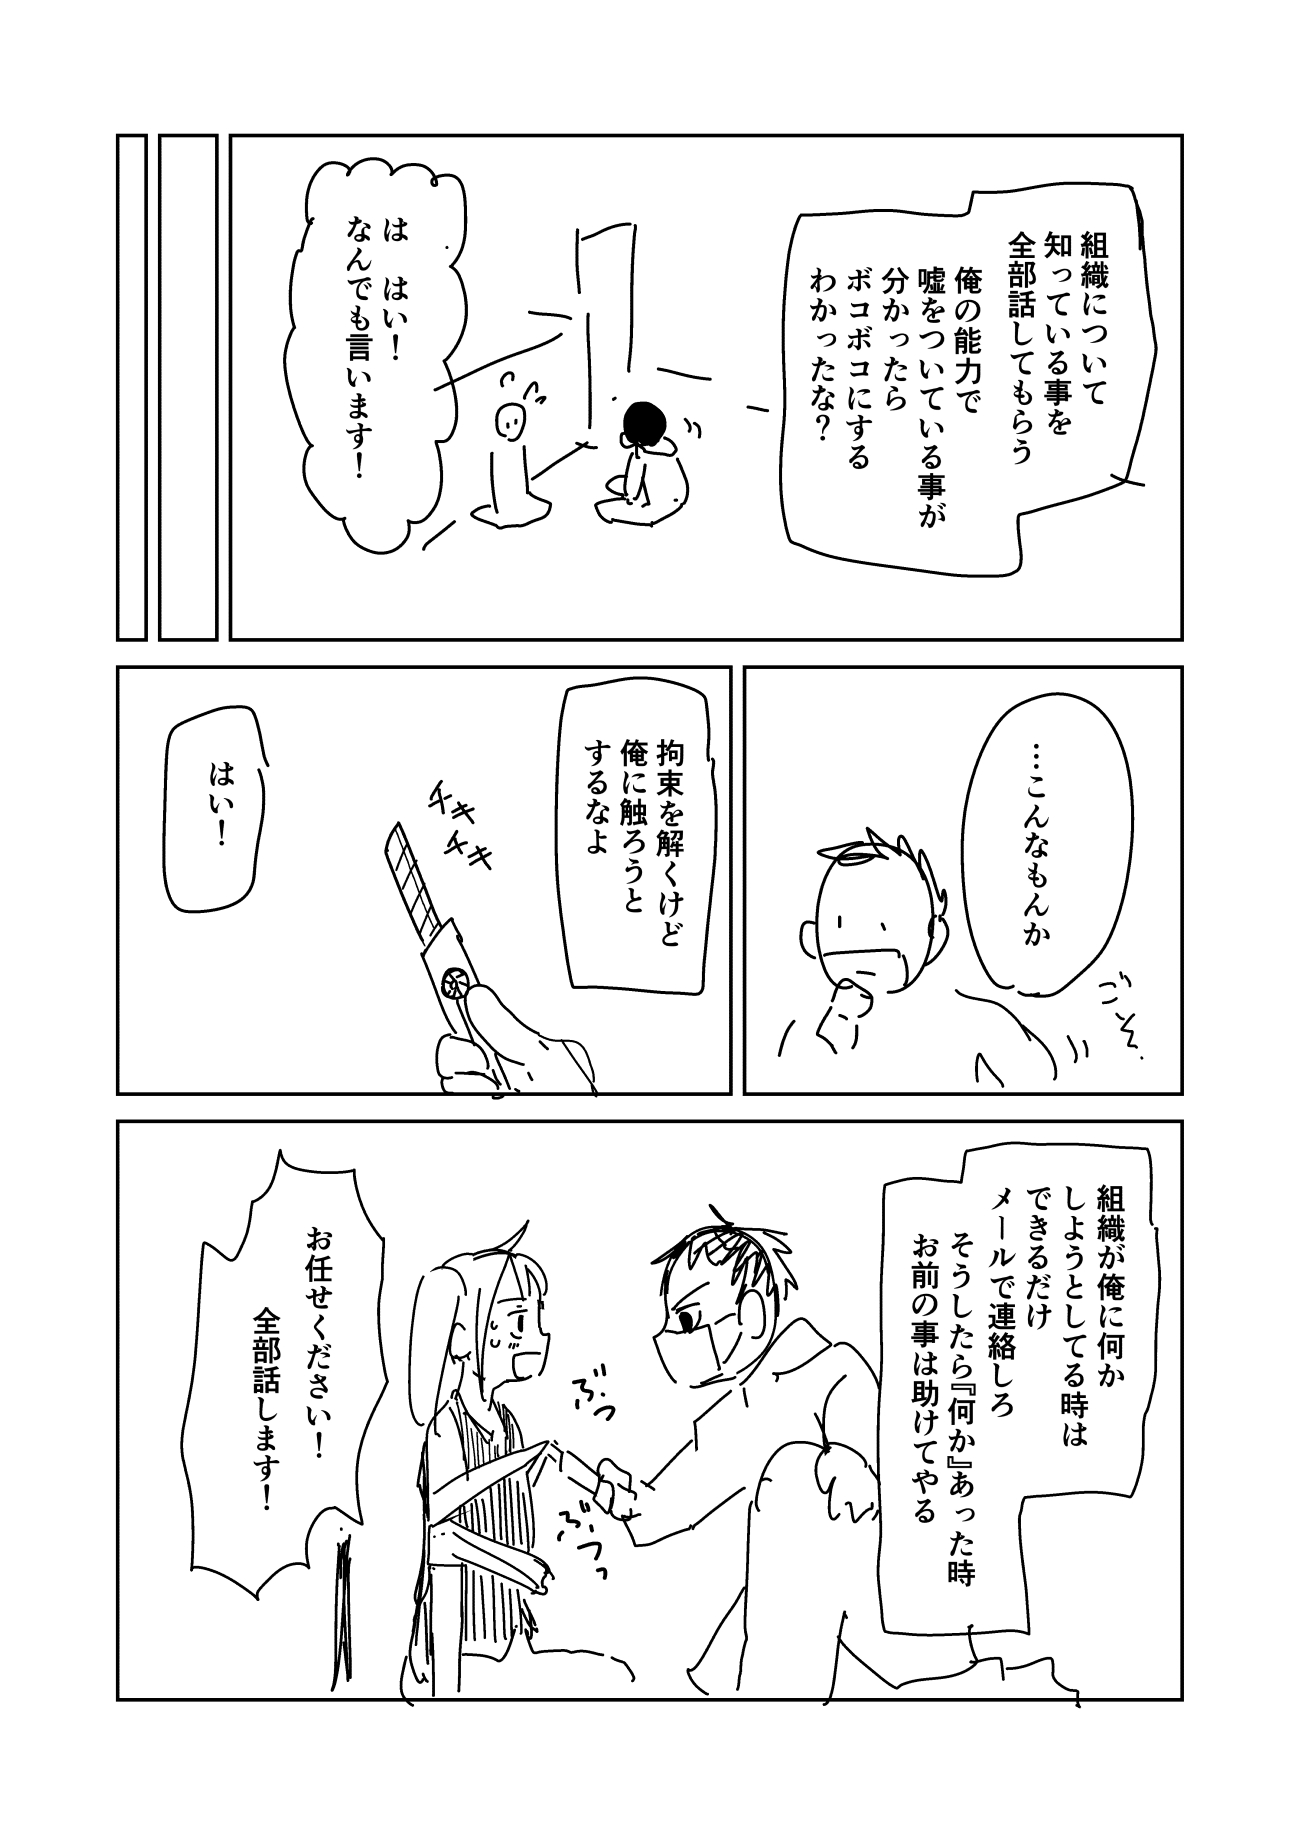 組織について
知っている事を
全部話してもらう
俺の能力で
嘘をついている事が
分かったら
ボコボコにする
わかったな？
は　はい！
なんでも言います！
…こんなもんか
ごそ
拘束を解くけど
俺に触ろうと
するなよ
チキ
チキ
はい！
組織が俺に何か
しようとしてる時は
できるだけ
メールで連絡しろ
そうしたら『何か』あった時
お前の事は助けてやる
ぶつ
ぶつっ
お任せください！
全部話します！